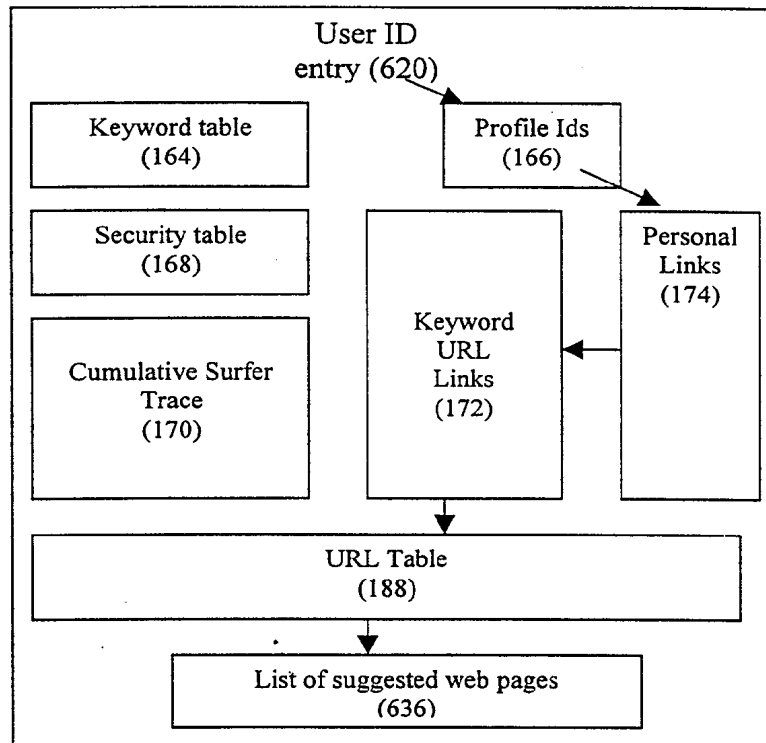 User ID
entry (620)
Keyword table
(164)
Profile Ids
(166)
Security table
(168)
Personal
Links
(174)
Keyword
URL
Links
(172)
Cumulative Surfer
Trace
(170)
URL Table
(188)
List of suggested web pages
(636)